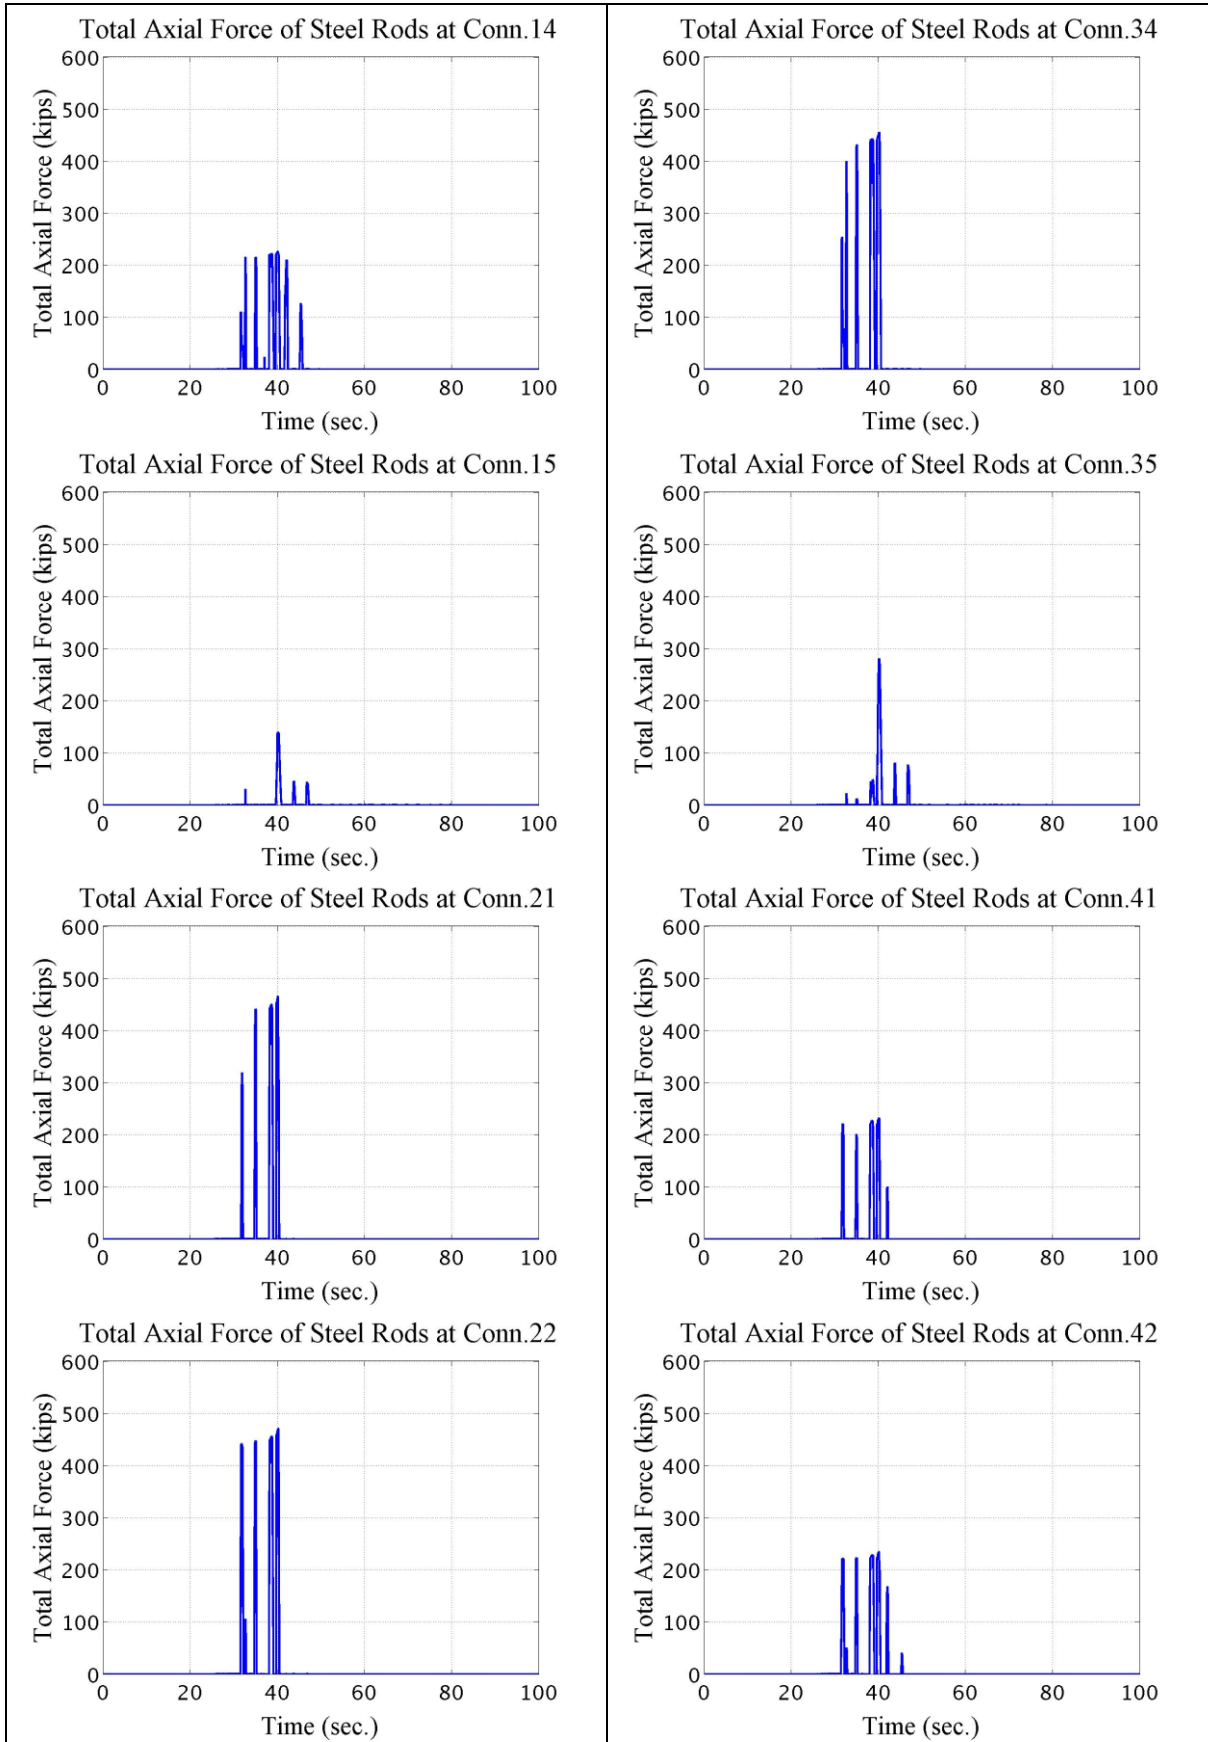 Total Axial Force of Steel Rods at Conn.14
600
500
400
300
200
100
0
Total Axial Force (kips)
0 20 40 60 80 100
Time (sec.)
Total Axial Force of Steel Rods at Conn.15
600
500
400
300
200
100
0
Total Axial Force (kips)
0 20 40 60 80 100
Time (sec.)
Total Axial Force of Steel Rods at Conn.21
600
500
400
300
200
100
0
Total Axial Force (kips)
0 20 40 60 80 100
Time (sec.)
Total Axial Force of Steel Rods at Conn.22
600
500
400
300
200
100
0
Total Axial Force (kips)
0 20 40 60 80 100
Time (sec.)
Total Axial Force of Steel Rods at Conn.34
600
500
400
300
200
100
0
Total Axial Force (kips)
0 20 40 60 80 100
Time (sec.)
Total Axial Force of Steel Rods at Conn.35
600
500
400
300
200
100
0
Total Axial Force (kips)
0 20 40 60 80 100
Time (sec.)
Total Axial Force of Steel Rods at Conn.41
600
500
400
300
200
100
0
Total Axial Force (kips)
0 20 40 60 80 100
Time (sec.)
Total Axial Force of Steel Rods at Conn.42
600
500
400
300
200
100
0
Total Axial Force (kips)
0 20 40 60 80 100
Time (sec.)